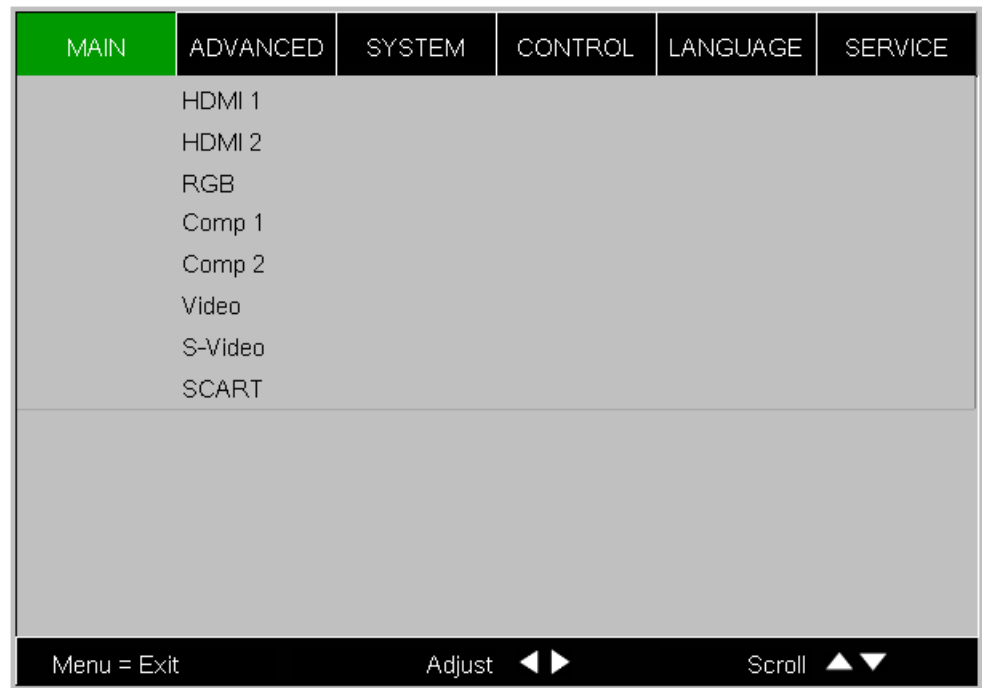 MAIN ADVANCED SYSTEM CONTROL LANGUAGE SERVICE
HDMI 1
HDMI 2
RGB
Comp 1
Comp 2
Video
S-Video
SCART
Menu = Exit Adjust ◀▶ Scroll ▲▼